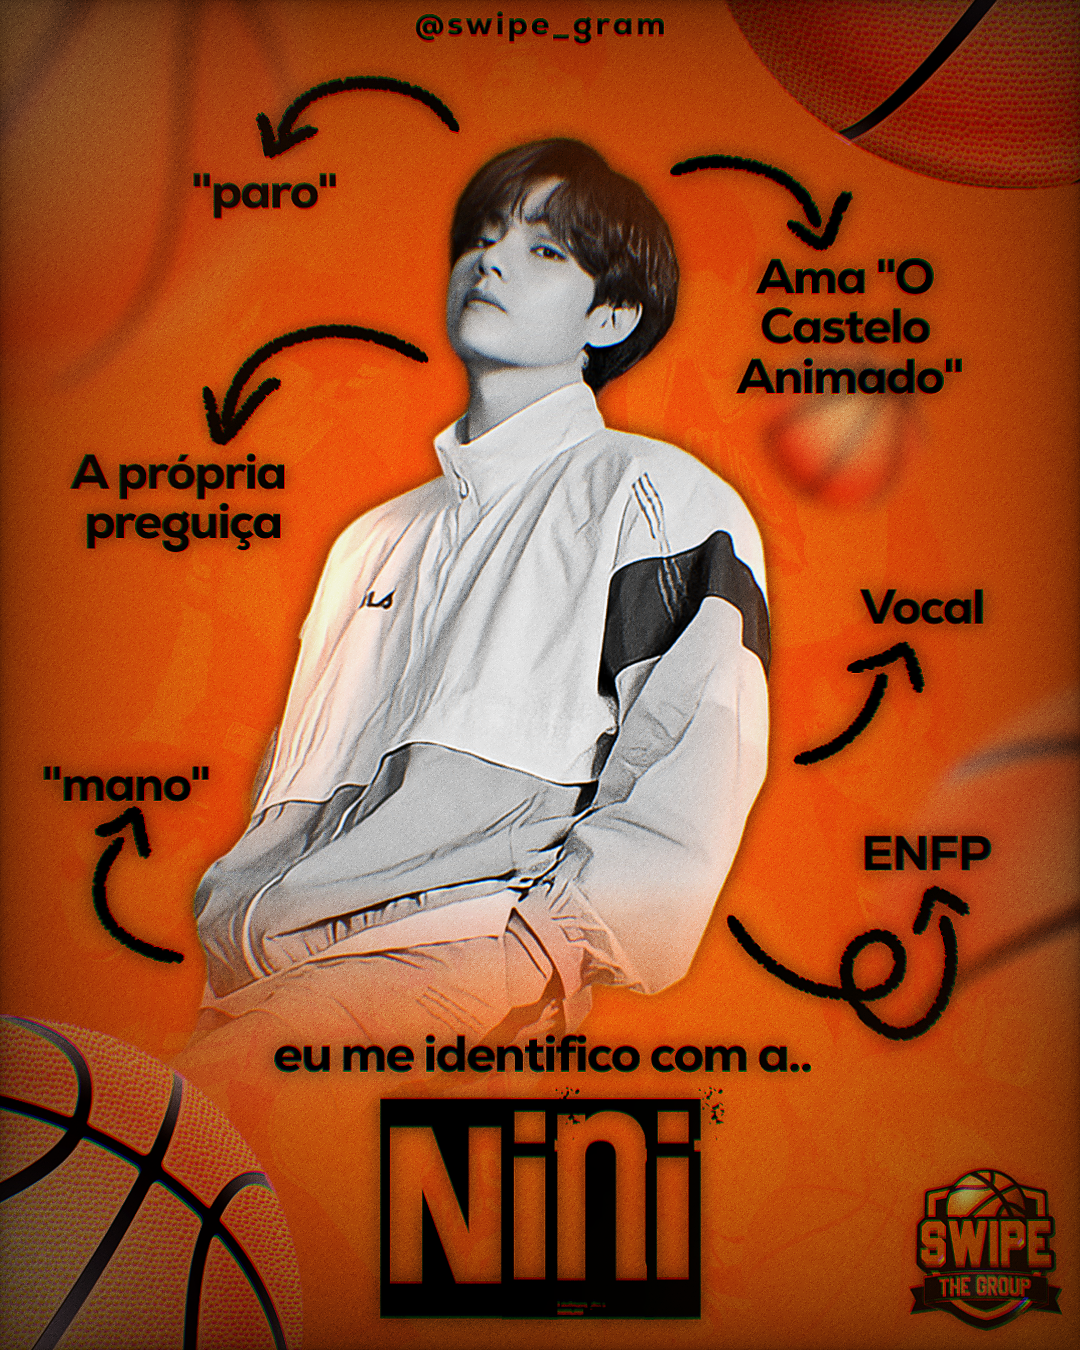 @swipe_gram
"paro"
Ama "O
Castelo
Animado"
A própria
preguiça
Vocal
"mano"
ENFP
eu me identifico com a..
Nini
SWIPE
THE GROUP